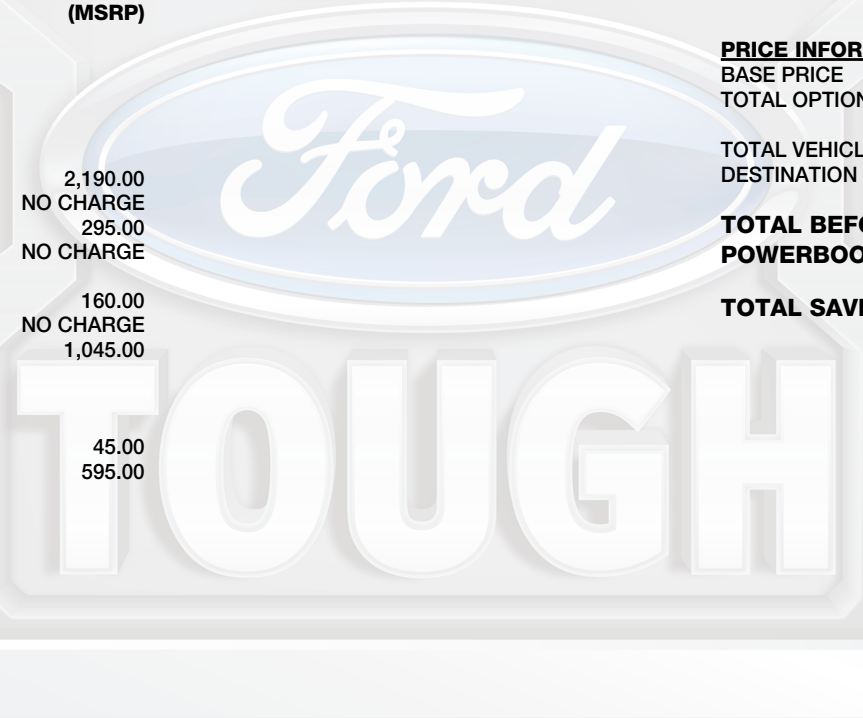 (MSRP)
2,190.00
NO CHARGE
295.00
NO CHARGE
160.00
NO CHARGE
1,045.00
45.00
595.00
PRICE INFOR
BASE PRICE
TOTAL OPTION
TOTAL VEHICL
DESTINATION
TOTAL BEFO
POWERBOO
TOTAL SAVI
Ford
TOUGH